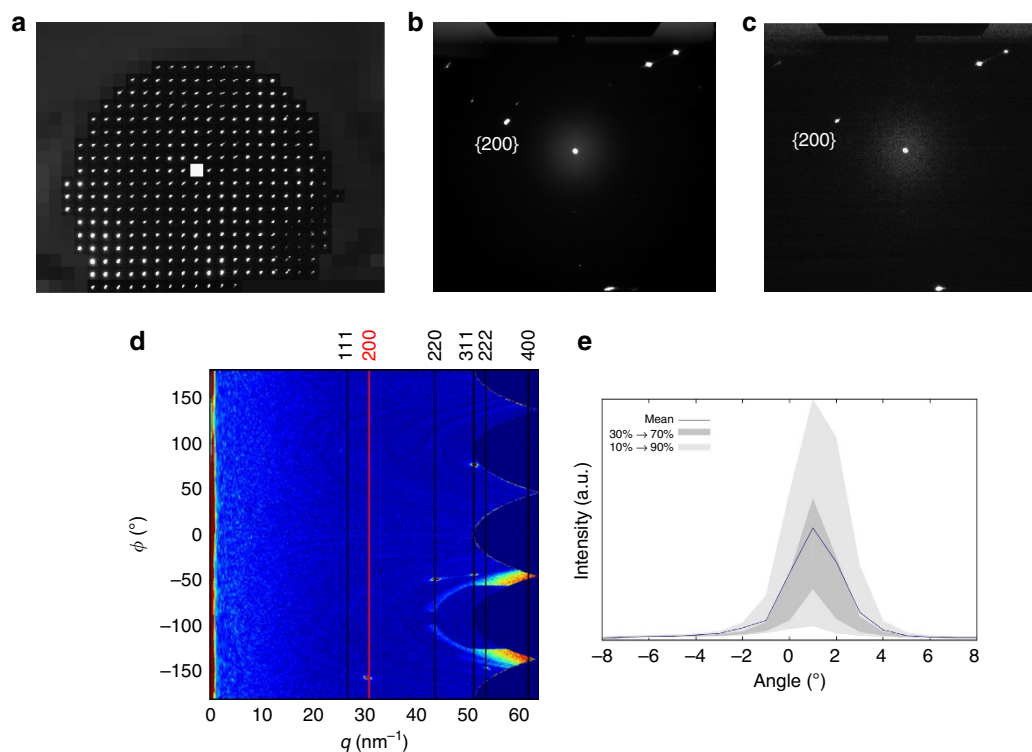 a
b
c
{200}
{200}
d
111
200
220
311
222
400
150
100
50
0
−50
−100
−150
ϕ (°)
0 10 20 30 40 50 60
q (nm⁻¹)
e
Mean
30% → 70%
10% → 90%
Intensity (a.u.)
−8 −6 −4 −2 0 2 4 6 8
Angle (°)